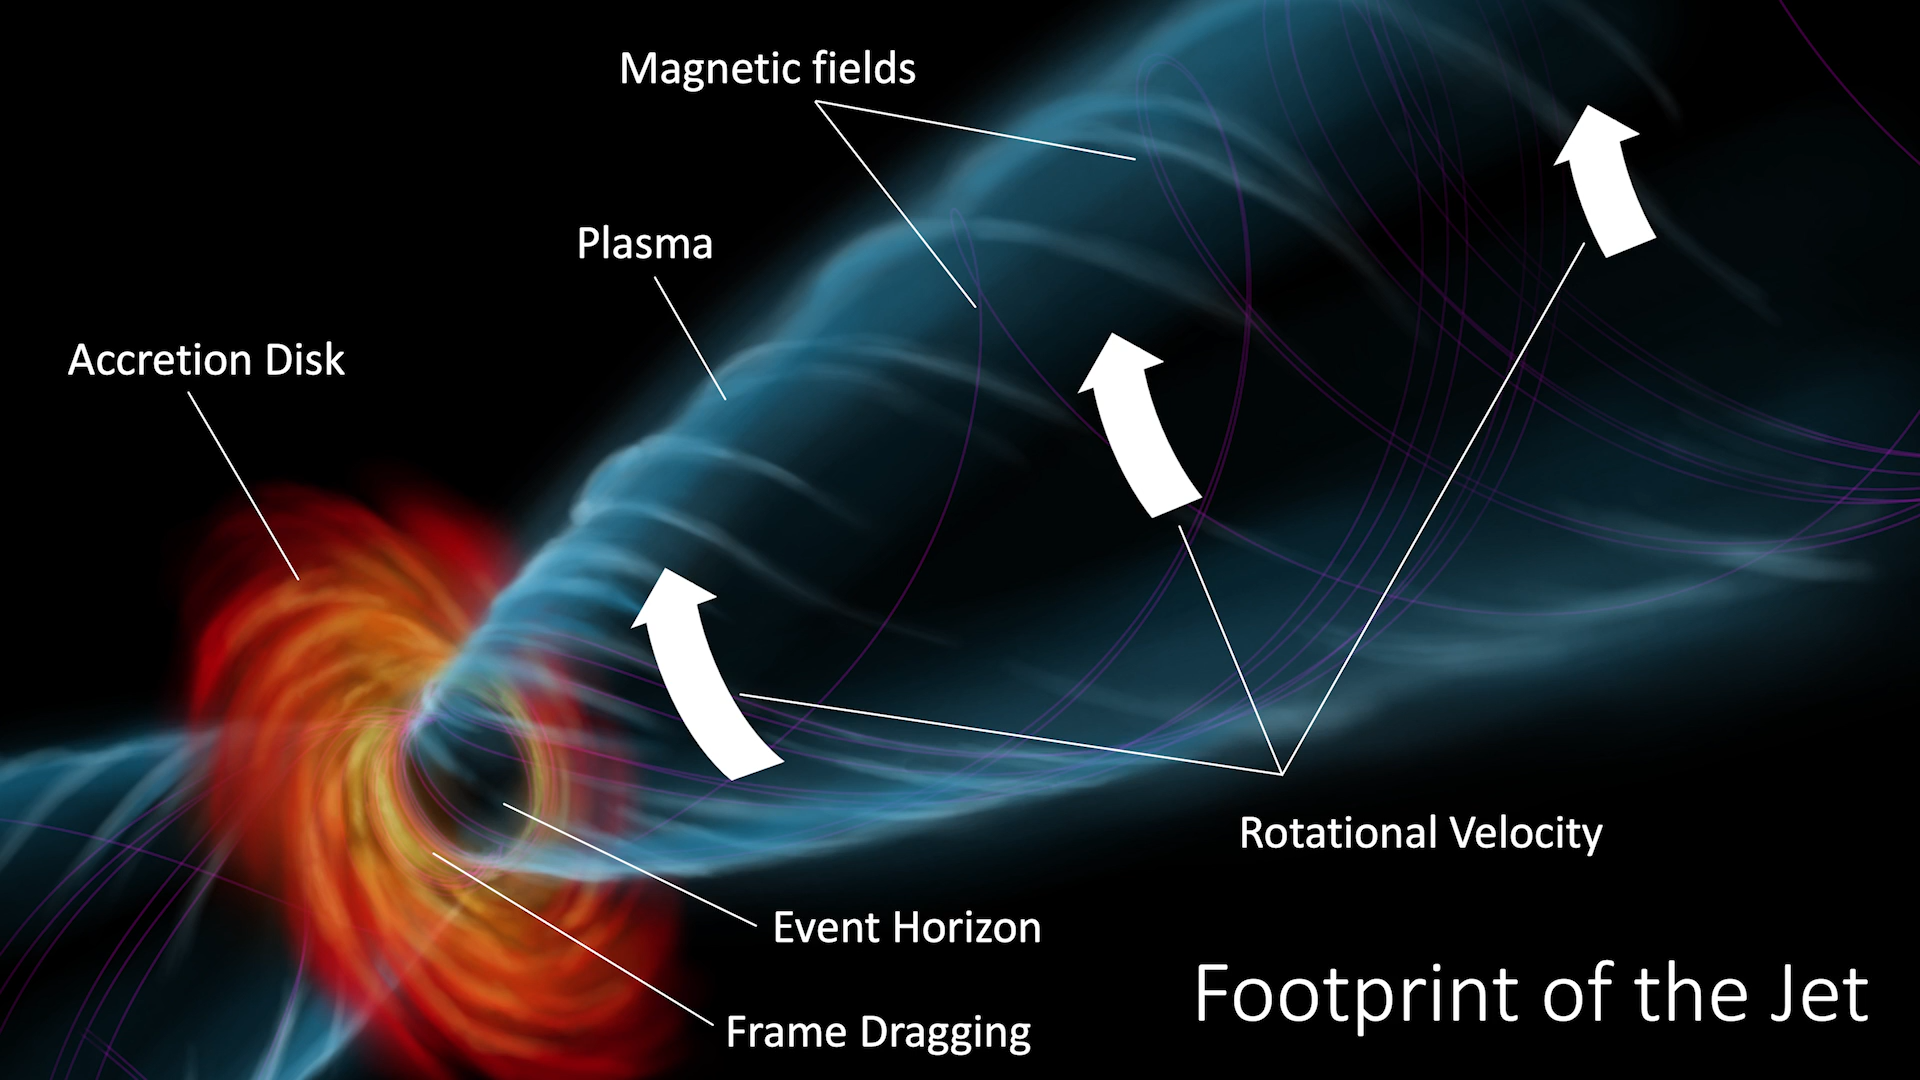 Magnetic fields
Plasma
Accretion Disk
Rotational Velocity
Event Horizon
Footprint of the Jet
Frame Dragging